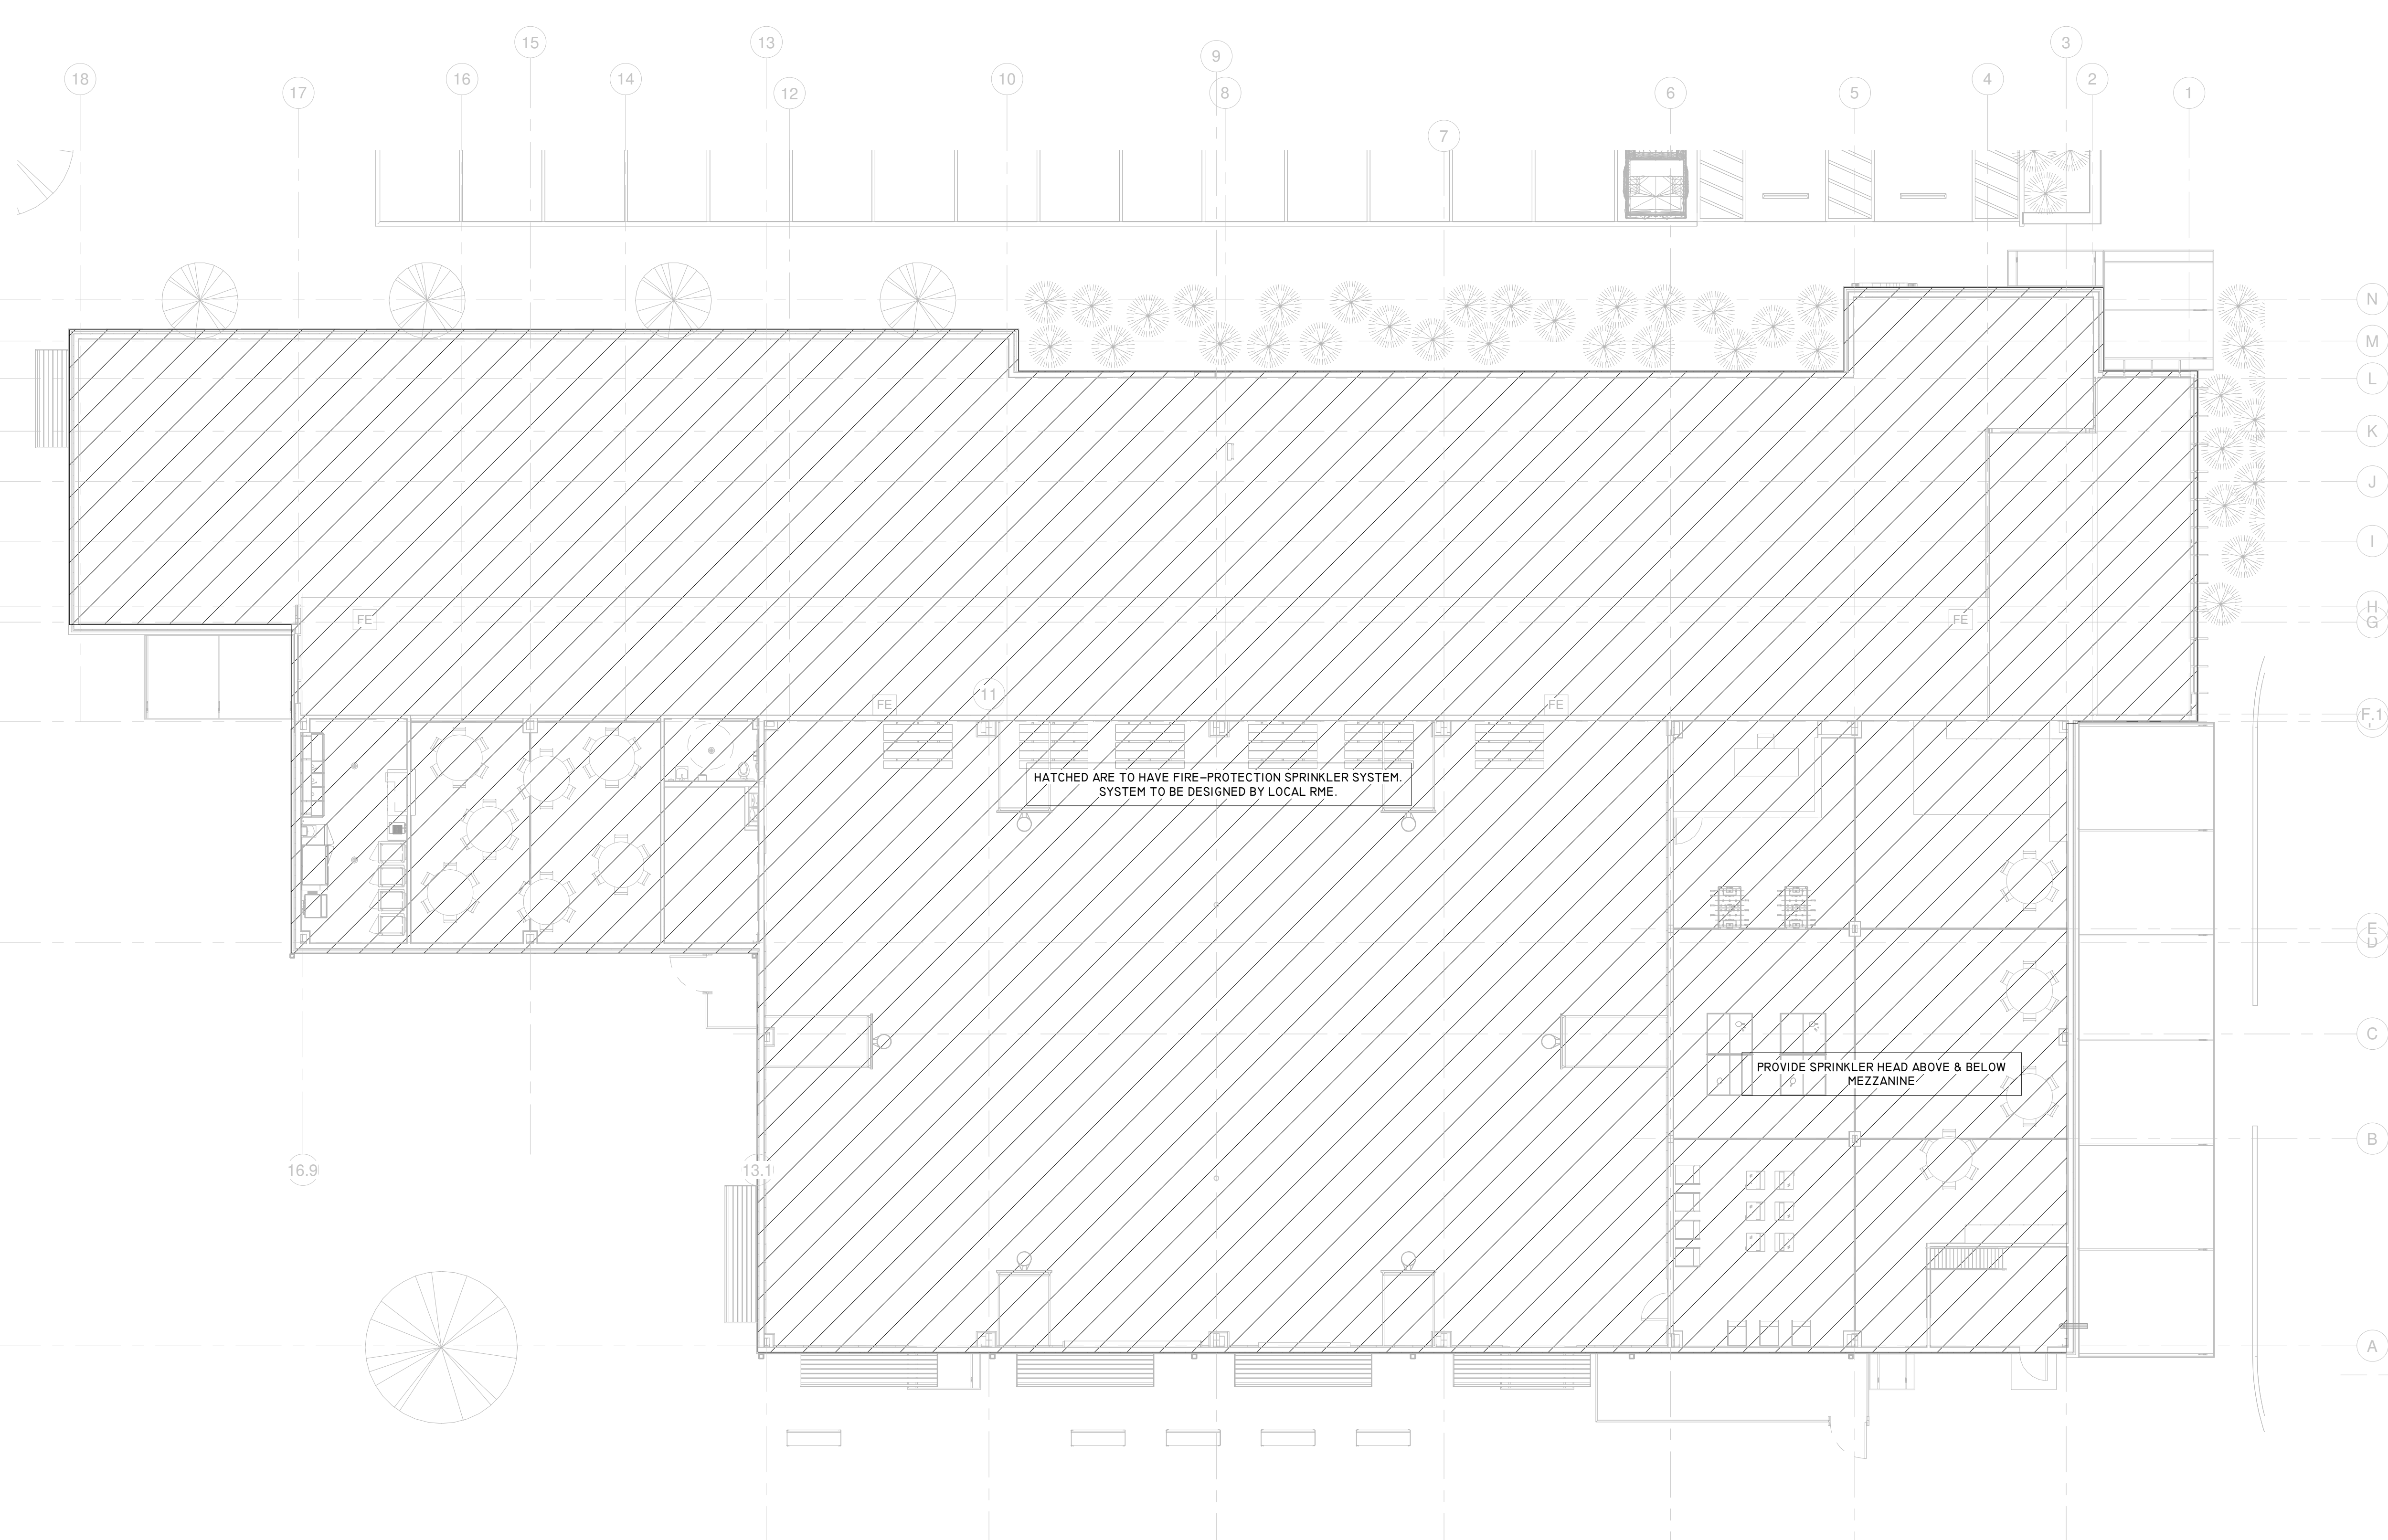 15
13
3
9
18
16
14
10
4
2
17
12
8
6
5
1
7
N
M
L
K
J
I
H
FE
FE
G
11
FE
FE
F.1
HATCHED ARE TO HAVE FIRE-PROTECTION SPRINKLER SYSTEM.
SYSTEM TO BE DESIGNED BY LOCAL RME.
E
D
C
PROVIDE SPRINKLER HEAD ABOVE & BELOW
MEZZANINE
B
16.9
13.1
A